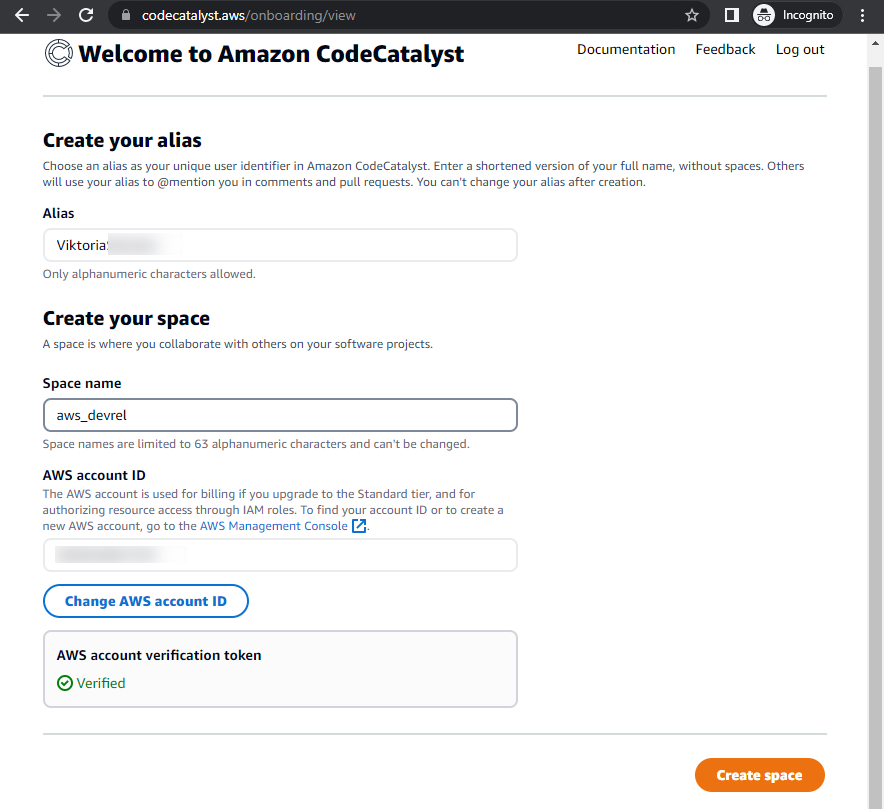 codecatalyst.aws/onboarding/view
Incognito
Welcome to Amazon CodeCatalyst
Documentation
Feedback
Log out
Create your alias
Choose an alias as your unique user identifier in Amazon CodeCatalyst. Enter a shortened version of your full name, without spaces. Others
will use your alias to @mention you in comments and pull requests. You can't change your alias after creation.
Alias
Only alphanumeric characters allowed.
Create your space
A space is where you collaborate with others on your software projects.
Space name
aws_devrel
Space names are limited to 63 alphanumeric characters and can't be changed.
AWS account ID
The AWS account is used for billing if you upgrade to the Standard tier, and for
authorizing resource access through IAM roles. To find your account ID or to create a
new AWS account, go to the AWS Management Console.
Change AWS account ID
AWS account verification token
Verified
Create space